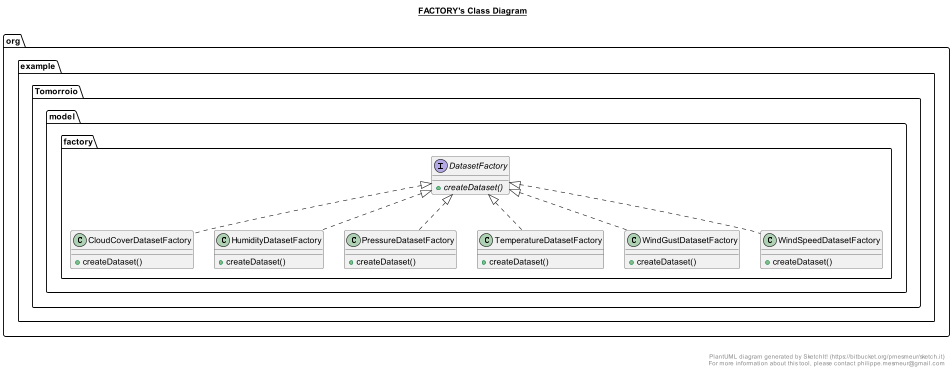 FACTORY's Class Diagram
org
example
Tomorroio
model
factory
I DatasetFactory
createDataset()
C CloudCoverDatasetFactory
createDataset()
C HumidityDatasetFactory
createDataset()
C PressureDatasetFactory
createDataset()
C TemperatureDatasetFactory
createDataset()
C WindGustDatasetFactory
createDataset()
C WindSpeedDatasetFactory
createDataset()
PlantUML diagram generated by SketchIt! (https://bitbucket.org/pmesmeur/sketch.it)
For more information about this tool, please contact philippe.mesmeur@gmail.com